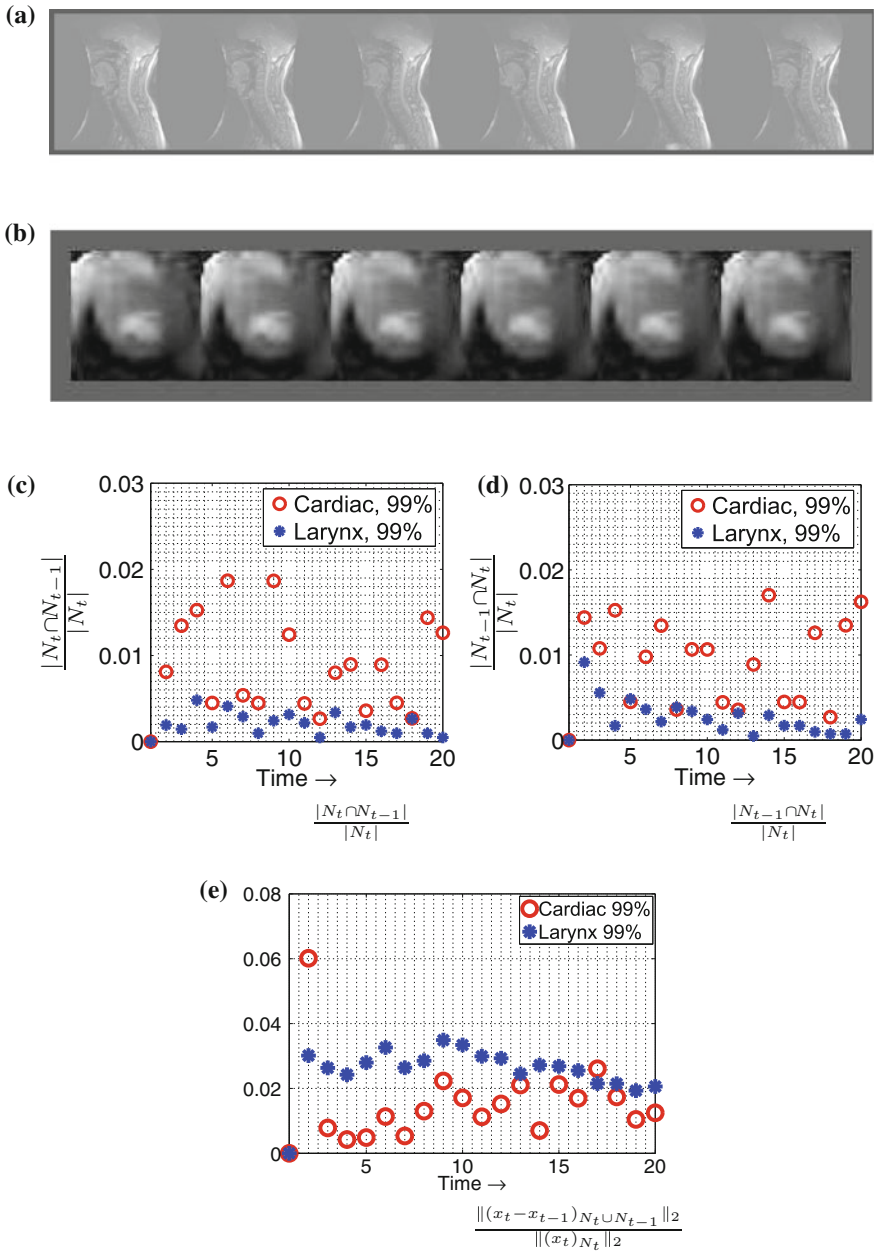 (a)
(b)
(c)
0.03
0.02
0.01
0
Cardiac, 99%
Larynx, 99%
|N_t ∩ N_{t−1}|
|N_t|
5 10 15 20
Time →
|N_t ∩ N_{t−1}|
|N_t|
(d)
0.03
0.02
0.01
0
Cardiac, 99%
Larynx, 99%
|N_{t−1} ∩ N_t|
|N_t|
5 10 15 20
Time →
|N_{t−1} ∩ N_t|
|N_t|
(e)
0.08
0.06
0.04
0.02
0
Cardiac 99%
Larynx 99%
5 10 15 20
Time →
‖(x_t−x_{t−1})_{N_t∪N_{t−1}}‖_2
‖(x_t)_{N_t}‖_2